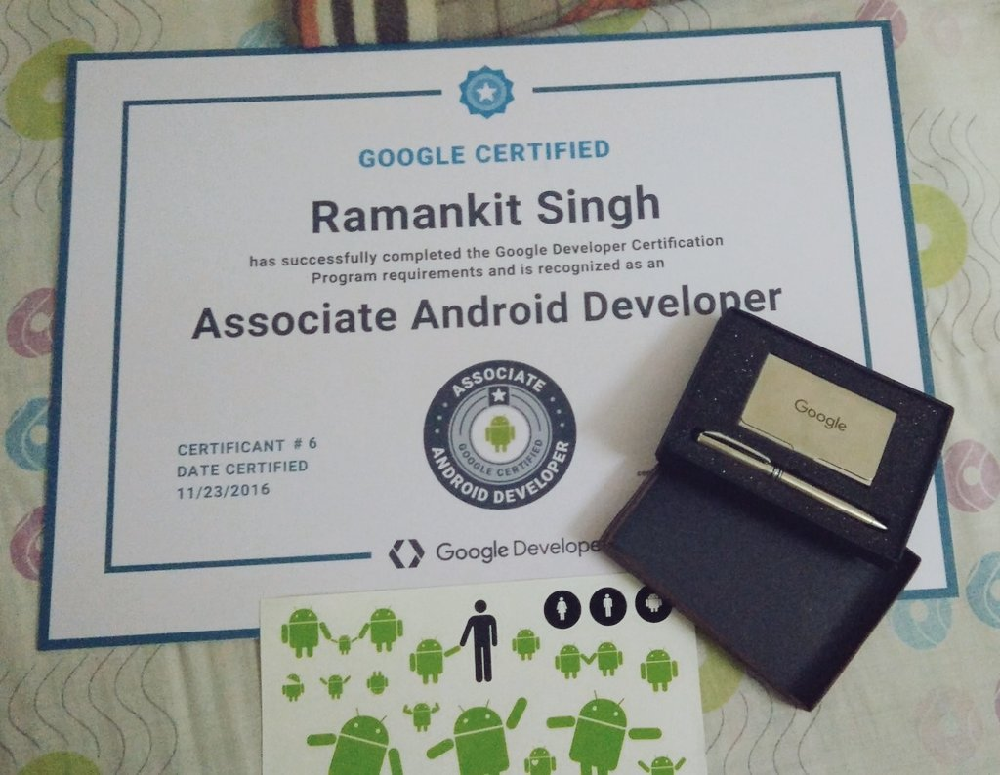 GOOGLE CERTIFIED
Ramankit Singh
has successfully completed the Google Developer Certification
Program requirements and is recognized as an
Associate Android Developer
ASSOCIATE
GOOGLE CERTIFIED
ANDROID DEVELOPER
CERTIFICANT # 6
DATE CERTIFIED
11/23/2016
Google Develope
Google